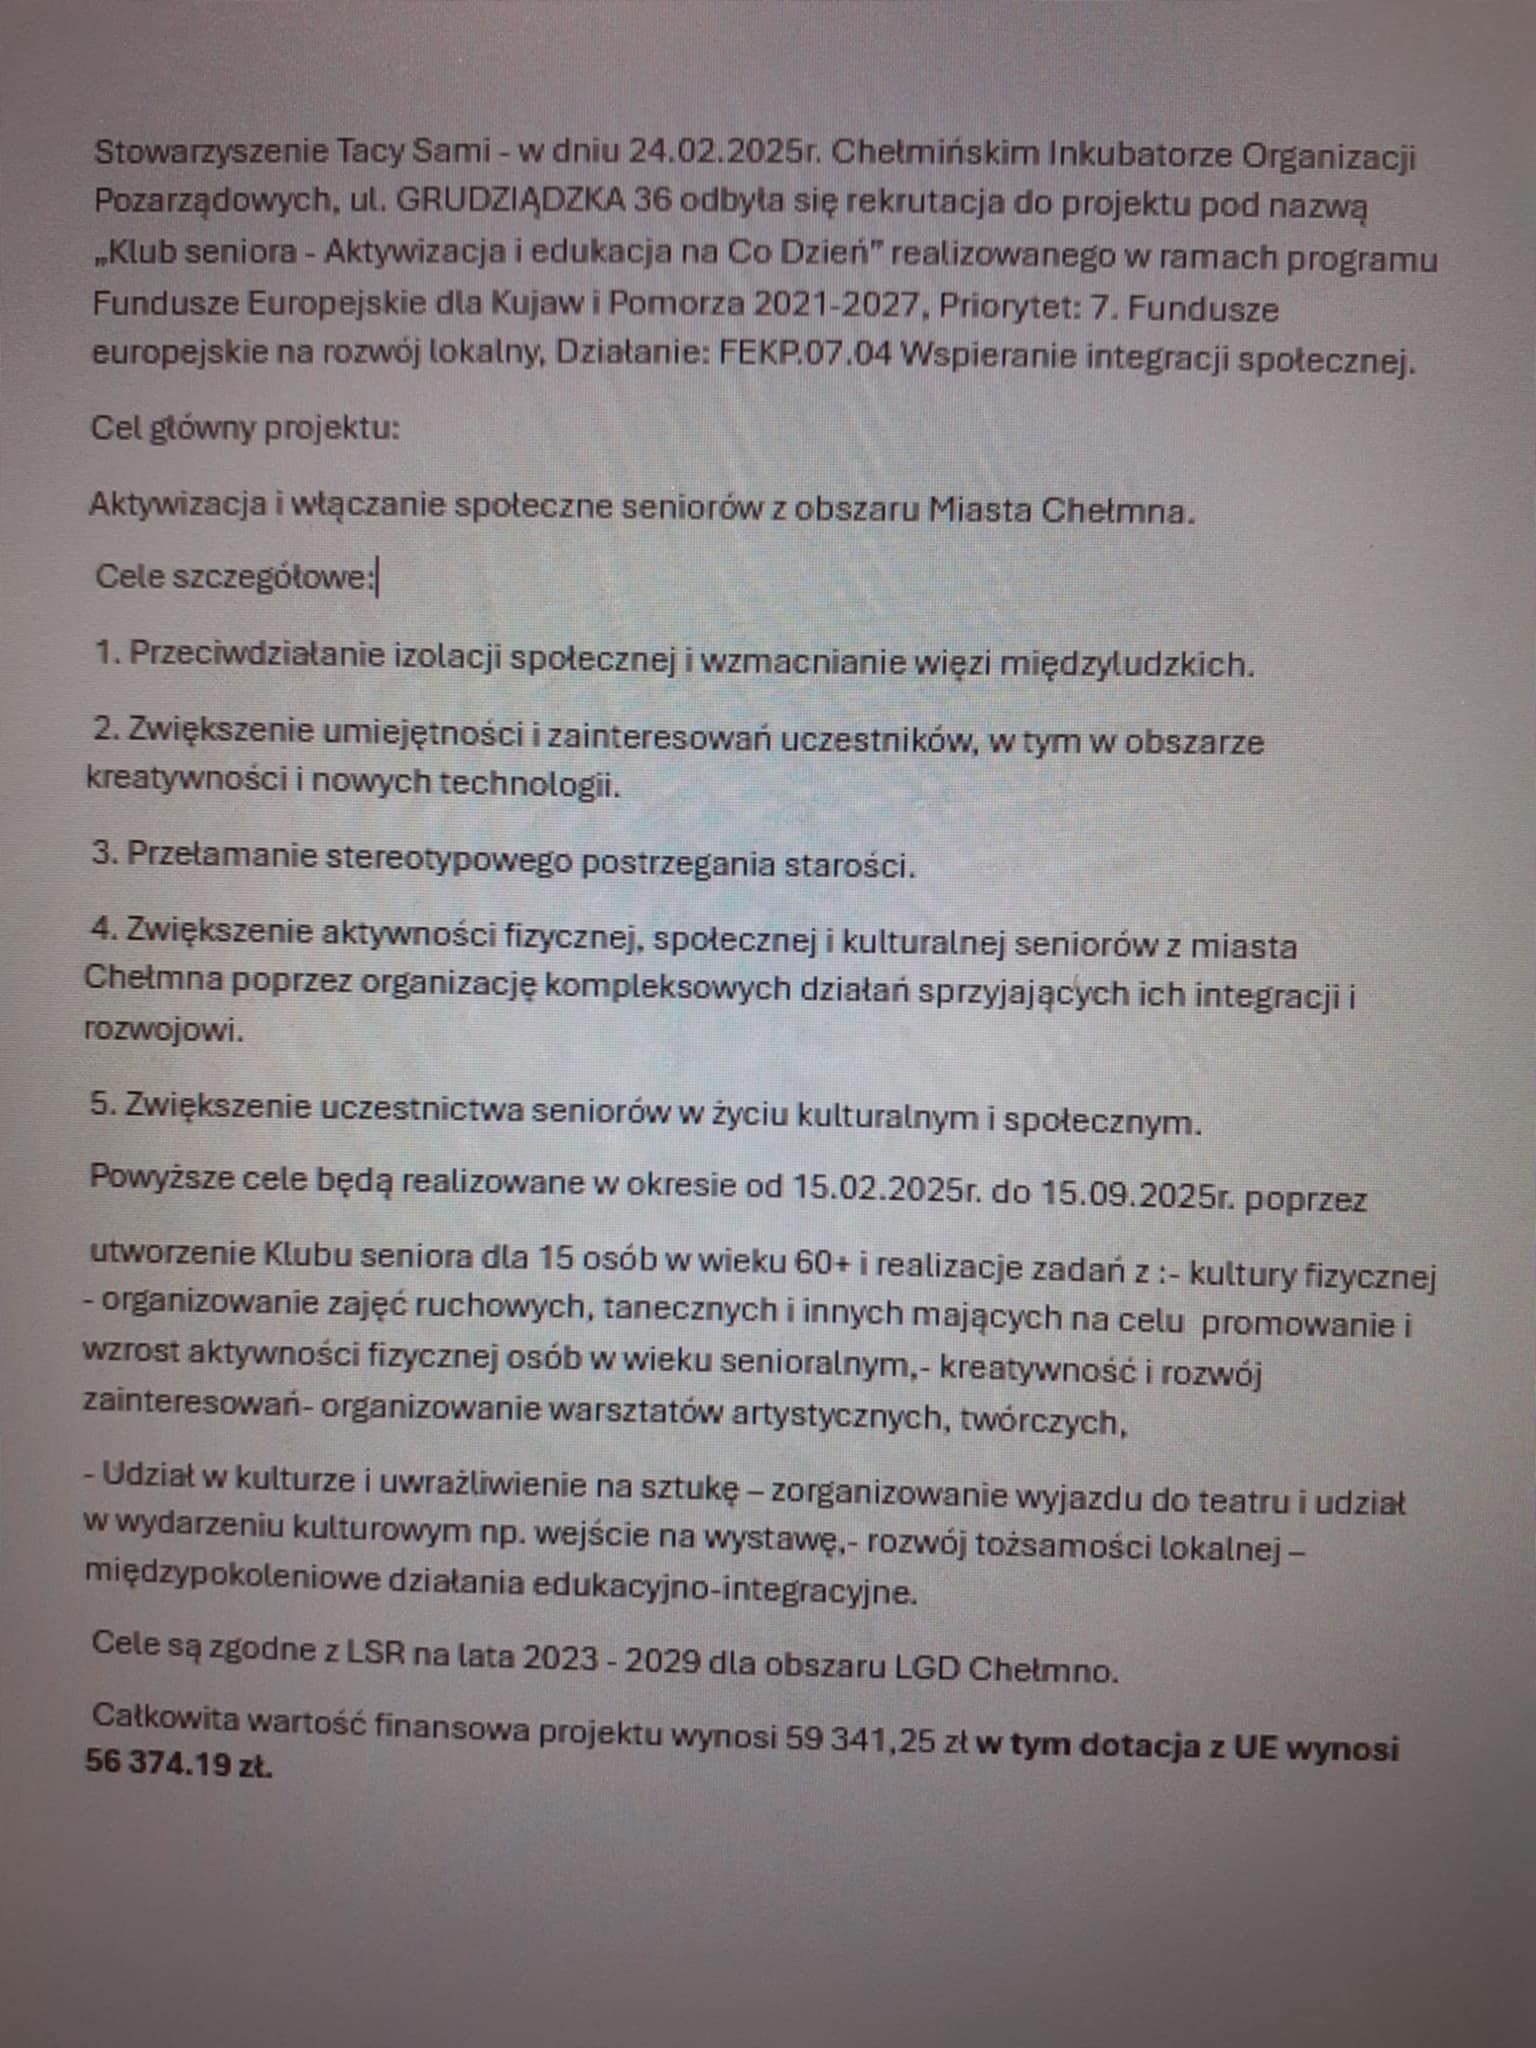 Stowarzyszenie Tacy Sami - w dniu 24.02.2025r. Chełmińskim Inkubatorze Organizacji
Pozarządowych, ul. GRUDZIĄDZKA 36 odbyła się rekrutacja do projektu pod nazwą
„Klub seniora - Aktywizacja i edukacja na Co Dzień" realizowanego w ramach programu
Fundusze Europejskie dla Kujaw i Pomorza 2021-2027, Priorytet: 7. Fundusze
europejskie na rozwój lokalny, Działanie: FEKP.07.04 Wspieranie integracji społecznej.
Cel główny projektu:
Aktywizacja i włączanie społeczne seniorów z obszaru Miasta Chełmna.
Cele szczegółowe:
1. Przeciwdziałanie izolacji społecznej i wzmacnianie więzi międzyludzkich.
2. Zwiększenie umiejętności i zainteresowań uczestników, w tym w obszarze
kreatywności i nowych technologii.
3. Przełamanie stereotypowego postrzegania starości.
4. Zwiększenie aktywności fizycznej, społecznej i kulturalnej seniorów z miasta
Chełmna poprzez organizację kompleksowych działań sprzyjających ich integracji i
rozwojowi.
5. Zwiększenie uczestnictwa seniorów w życiu kulturalnym i społecznym.
Powyższe cele będą realizowane w okresie od 15.02.2025r. do 15.09.2025r. poprzez
utworzenie Klubu seniora dla 15 osób w wieku 60+ i realizacje zadań z :- kultury fizycznej
- organizowanie zajęć ruchowych, tanecznych i innych mających na celu promowanie i
wzrost aktywności fizycznej osób w wieku senioralnym,- kreatywność i rozwój
zainteresowań- organizowanie warsztatów artystycznych, twórczych,
- Udział w kulturze i uwrażliwienie na sztukę – zorganizowanie wyjazdu do teatru i udział
w wydarzeniu kulturowym np. wejście na wystawę,- rozwój tożsamości lokalnej –
międzypokoleniowe działania edukacyjno-integracyjne.
Cele są zgodne z LSR na lata 2023 - 2029 dla obszaru LGD Chełmno.
Całkowita wartość finansowa projektu wynosi 59 341,25 zł w tym dotacja z UE wynosi
56 374.19 zł.